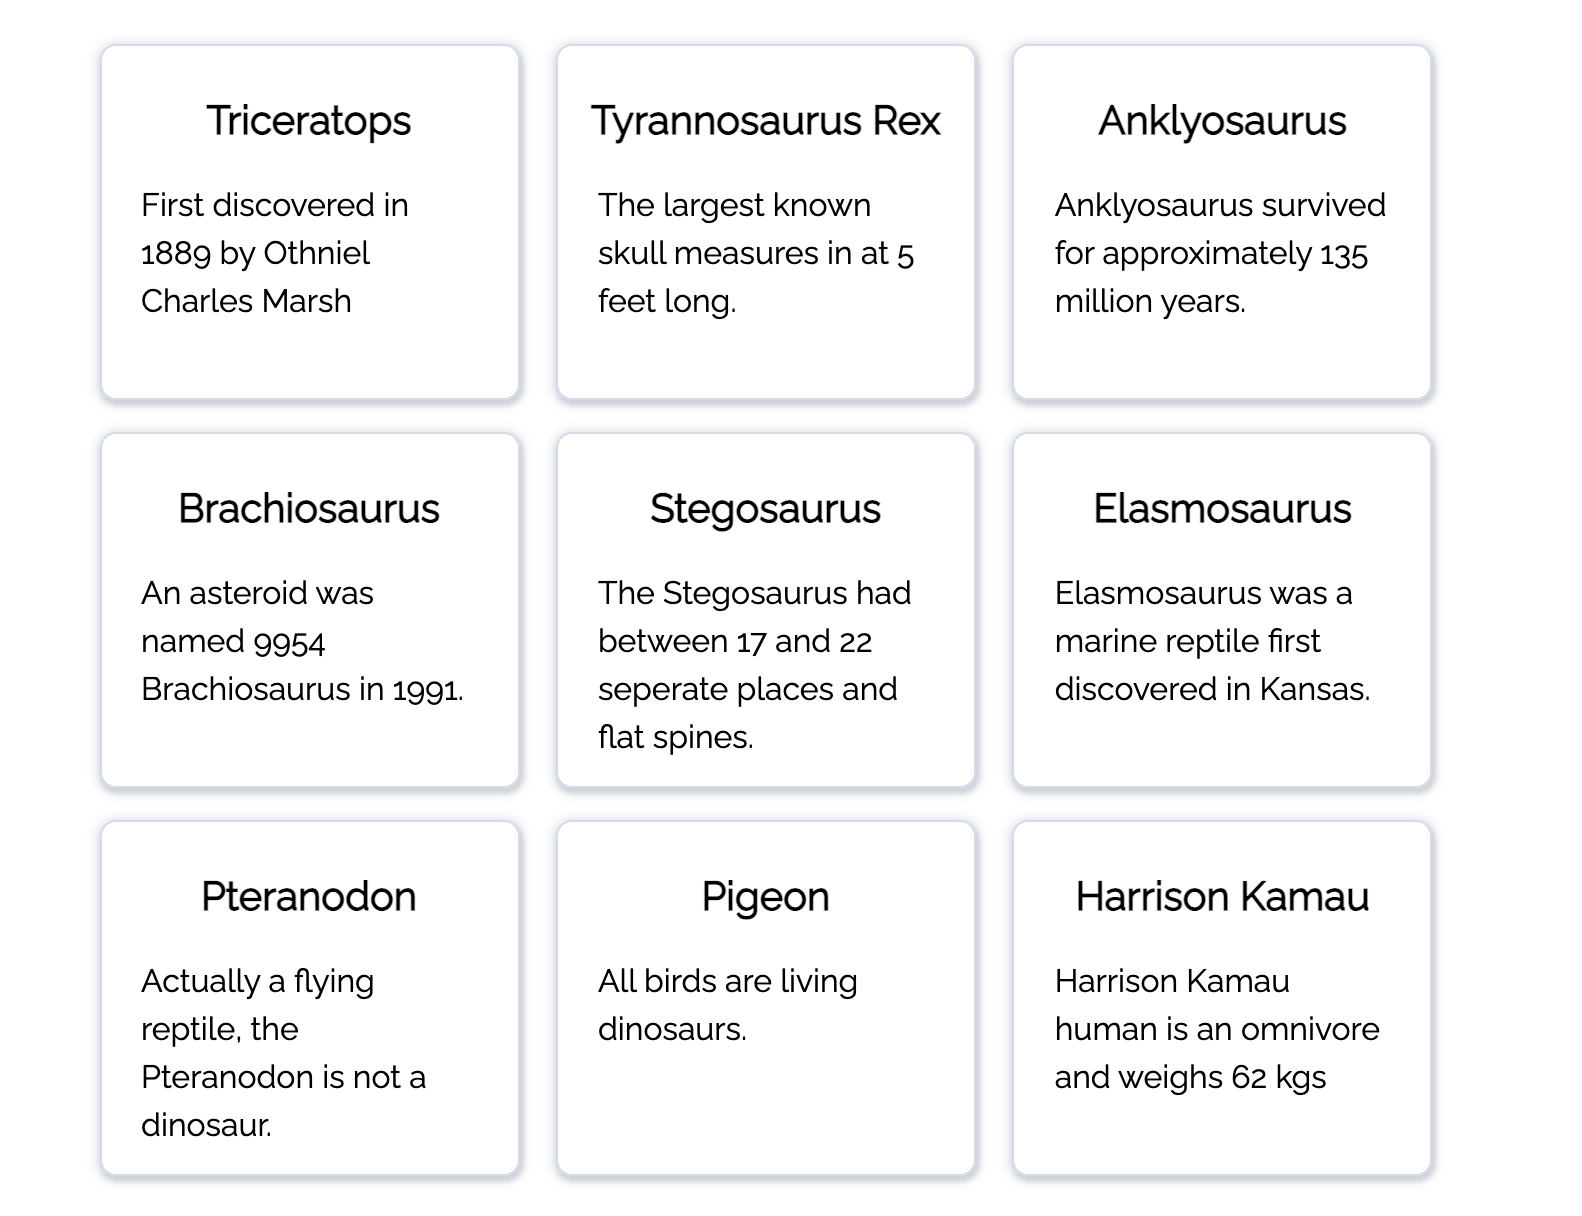 Triceratops
First discovered in
1889 by Othniel
Charles Marsh
Tyrannosaurus Rex
The largest known
skull measures in at 5
feet long.
Anklyosaurus
Anklyosaurus survived
for approximately 135
million years.
Brachiosaurus
An asteroid was
named 9954
Brachiosaurus in 1991.
Stegosaurus
The Stegosaurus had
between 17 and 22
seperate places and
flat spines.
Elasmosaurus
Elasmosaurus was a
marine reptile first
discovered in Kansas.
Pteranodon
Actually a flying
reptile, the
Pteranodon is not a
dinosaur.
Pigeon
All birds are living
dinosaurs.
Harrison Kamau
Harrison Kamau
human is an omnivore
and weighs 62 kgs